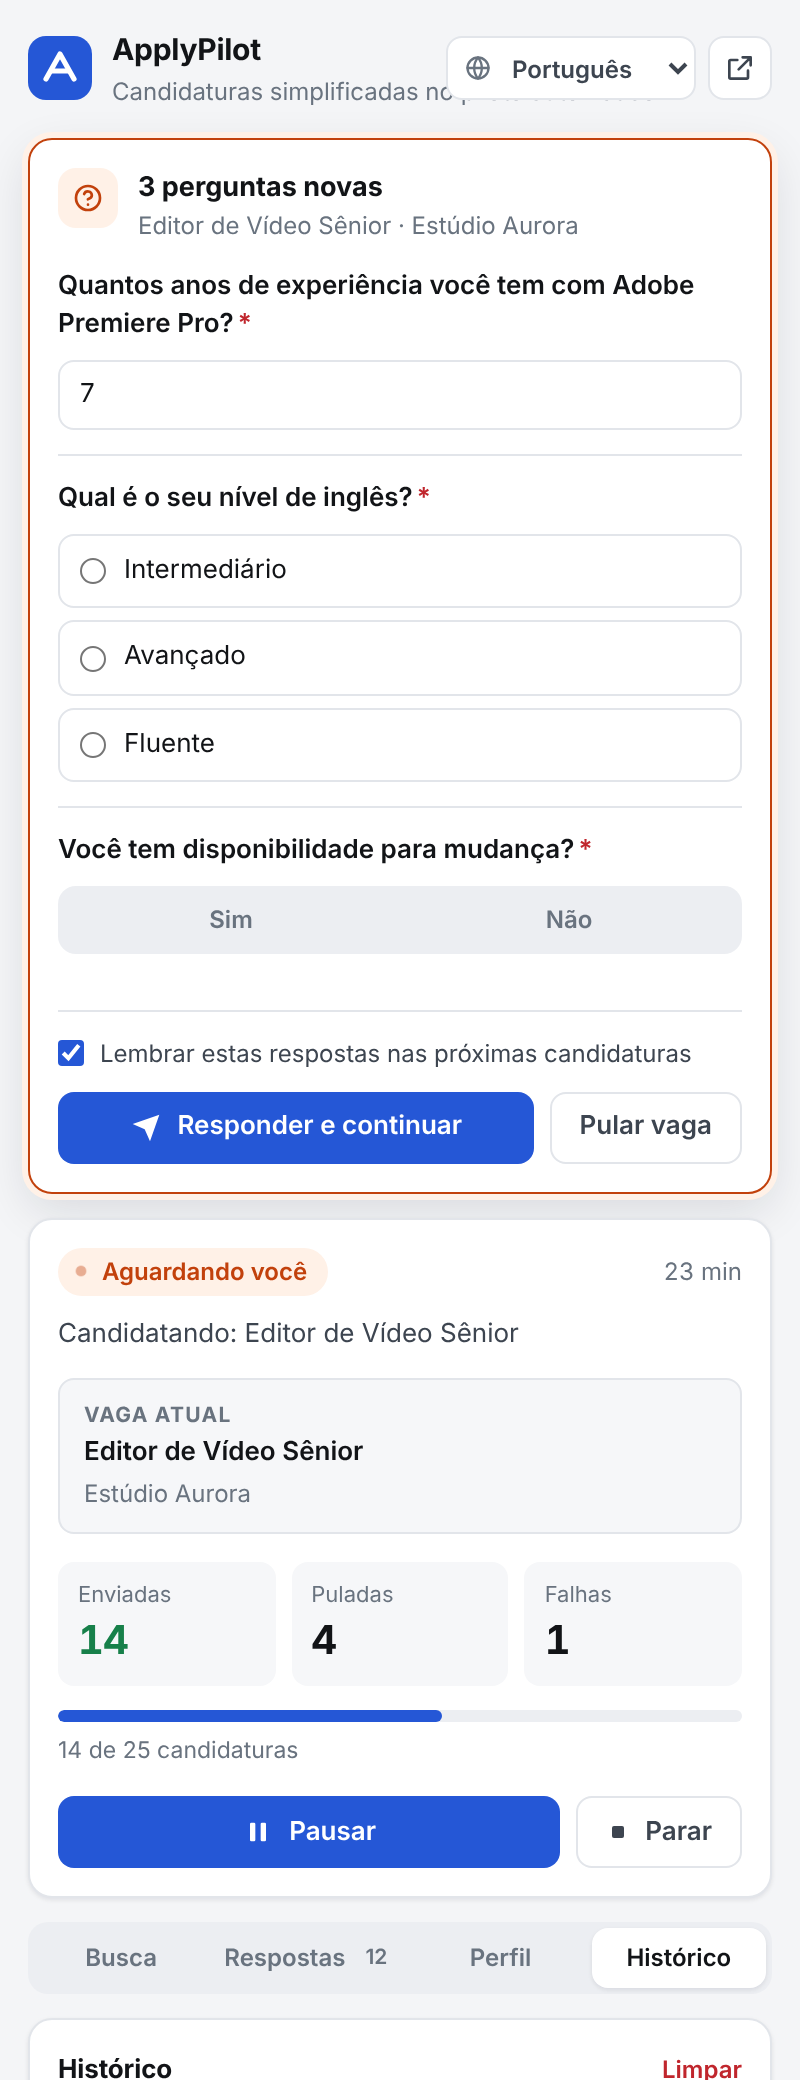 ApplyPilot
Candidaturas simplificadas no
Português
3 perguntas novas
Editor de Vídeo Sênior · Estúdio Aurora
Quantos anos de experiência você tem com Adobe
Premiere Pro? *
7
Qual é o seu nível de inglês? *
Intermediário
Avançado
Fluente
Você tem disponibilidade para mudança? *
Sim Não
Lembrar estas respostas nas próximas candidaturas
Responder e continuar Pular vaga
Aguardando você 23 min
Candidatando: Editor de Vídeo Sênior
VAGA ATUAL
Editor de Vídeo Sênior
Estúdio Aurora
Enviadas Puladas Falhas
14 4 1
14 de 25 candidaturas
Pausar Parar
Busca Respostas 12 Perfil Histórico
Histórico Limpar